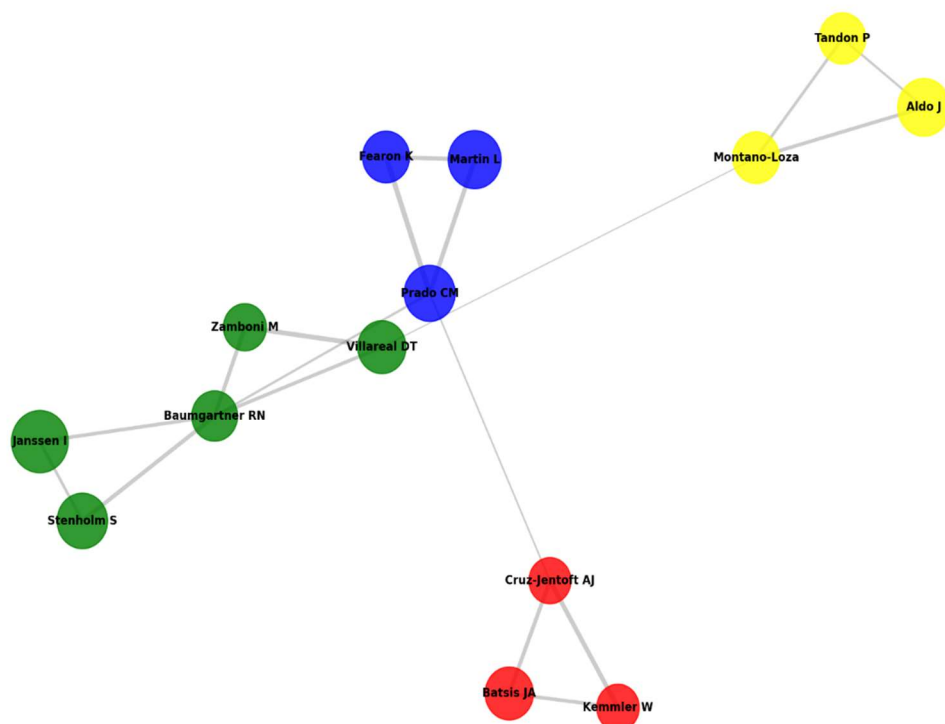 Tandon P
Aldo J
Fearon K
Martin L
Montano-Loza
Prado CM
Zamboni M
Villareal DT
Baumgartner RN
Janssen I
Stenholm S
Cruz-Jentoft AJ
Batsis JA
Kemmler W